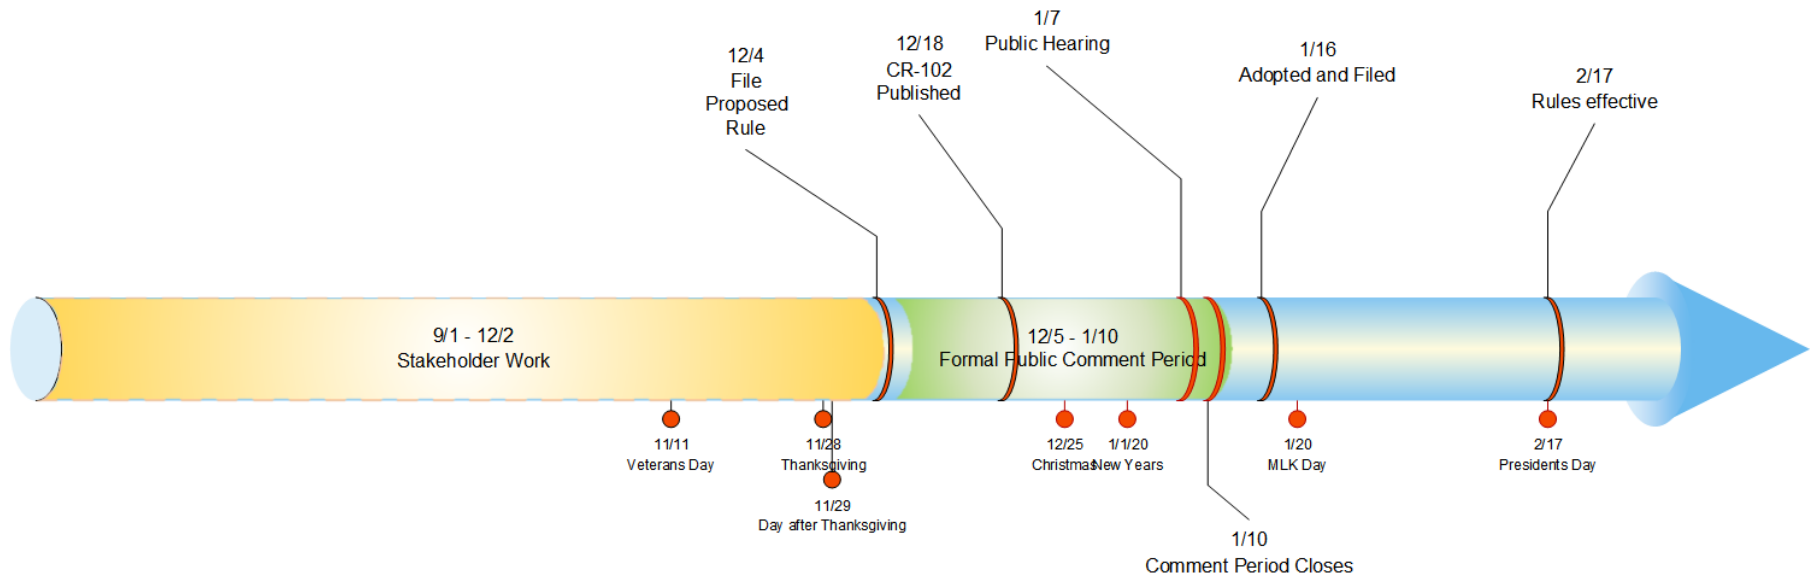 1/7
Public Hearing
12/18
CR-102
Published
12/4
File
Proposed
Rule
1/16
Adopted and Filed
2/17
Rules effective
9/1 - 12/2
Stakeholder Work
12/5 - 1/10
Formal Public Comment Period
11/11
Veterans Day
11/28
Thanksgiving
11/29
Day after Thanksgiving
12/25
Christmas
1/1/20
New Years
1/20
MLK Day
2/17
Presidents Day
1/10
Comment Period Closes